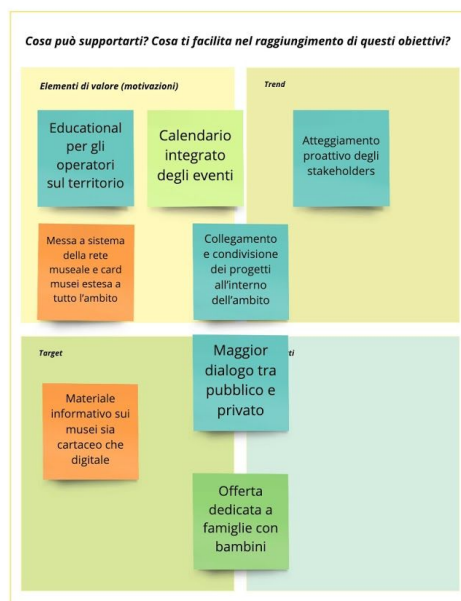 Cosa può supportarti? Cosa ti facilita nel raggiungimento di questi obiettivi?
Elementi di valore (motivazioni)
Trend
Educational
per gli
operatori
sul territorio
Calendario
integrato
degli eventi
Atteggiamento
proattivo degli
stakeholders
Messa a sistema
della rete
museale e card
musei estesa a
tutto l'ambito
Collegamento
e condivisione
dei progetti
all'interno
dell'ambito
Target
Maggior
dialogo tra
pubblico e
privato
ti
Materiale
informativo sui
musei sia
cartaceo che
digitale
Offerta
dedicata a
famiglie con
bambini